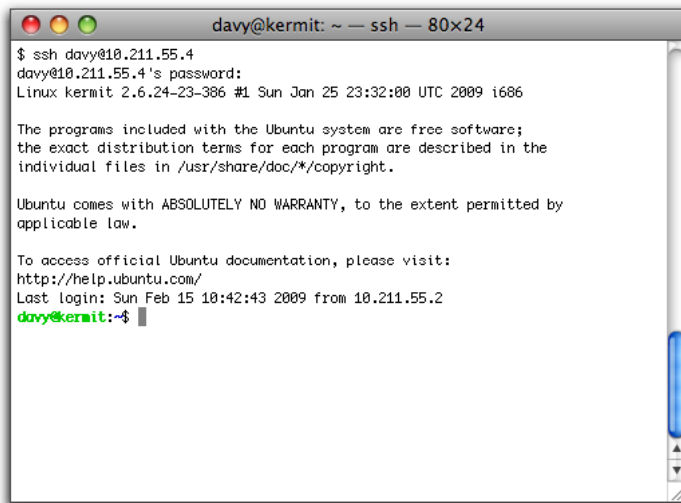 davy@kermit: ~ — ssh — 80×24
$ ssh davy@10.211.55.4
davy@10.211.55.4's password:
Linux kermit 2.6.24-23-386 #1 Sun Jan 25 23:32:00 UTC 2009 i686
The programs included with the Ubuntu system are free software;
the exact distribution terms for each program are described in the
individual files in /usr/share/doc/*/copyright.
Ubuntu comes with ABSOLUTELY NO WARRANTY, to the extent permitted by
applicable law.
To access official Ubuntu documentation, please visit:
http://help.ubuntu.com/
Last login: Sun Feb 15 10:42:43 2009 from 10.211.55.2
davy@kermit:~$